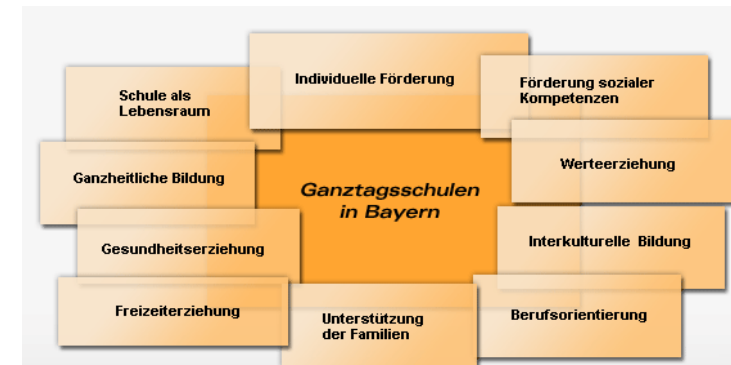 Individuelle Förderung
Schule als
Lebensraum
Förderung sozialer
Kompetenzen
Ganzheitliche Bildung
Werteerziehung
Ganztagsschulen
in Bayern
Gesundheitserziehung
Interkulturelle Bildung
Freizeiterziehung
Unterstützung
der Familien
Berufsorientierung